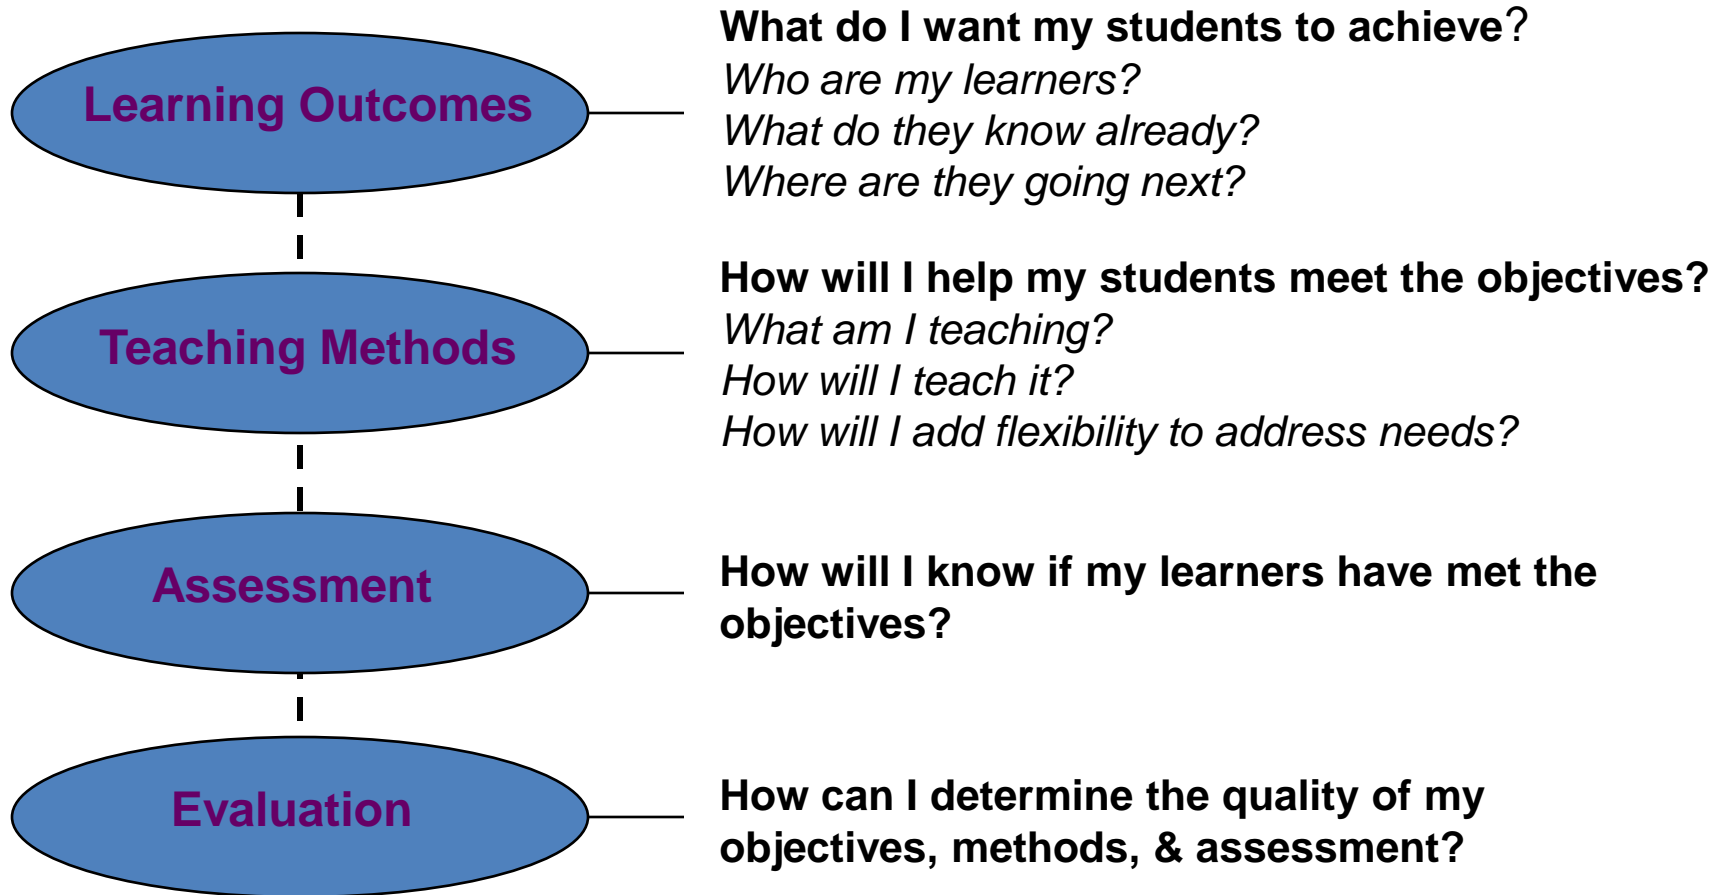 Learning Outcomes
What do I want my students to achieve?
Who are my learners?
What do they know already?
Where are they going next?
Teaching Methods
How will I help my students meet the objectives?
What am I teaching?
How will I teach it?
How will I add flexibility to address needs?
Assessment
How will I know if my learners have met the
objectives?
Evaluation
How can I determine the quality of my
objectives, methods, & assessment?